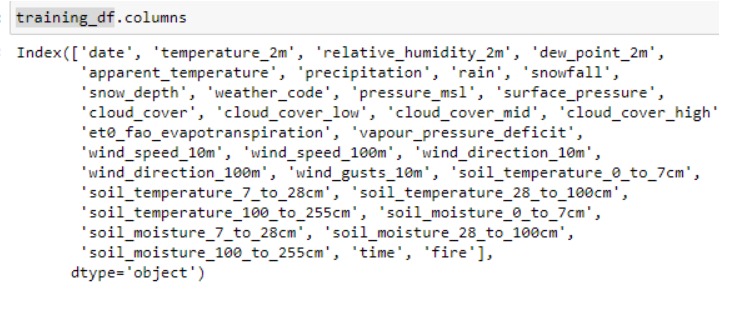 training_df.columns
Index(['date', 'temperature_2m', 'relative_humidity_2m', 'dew_point_2m',
'apparent_temperature', 'precipitation', 'rain', 'snowfall',
'snow_depth', 'weather_code', 'pressure_msl', 'surface_pressure',
'cloud_cover', 'cloud_cover_low', 'cloud_cover_mid', 'cloud_cover_high'
'et0_fao_evapotranspiration', 'vapour_pressure_deficit',
'wind_speed_10m', 'wind_speed_100m', 'wind_direction_10m',
'wind_direction_100m', 'wind_gusts_10m', 'soil_temperature_0_to_7cm',
'soil_temperature_7_to_28cm', 'soil_temperature_28_to_100cm',
'soil_temperature_100_to_255cm', 'soil_moisture_0_to_7cm',
'soil_moisture_7_to_28cm', 'soil_moisture_28_to_100cm',
'soil_moisture_100_to_255cm', 'time', 'fire'],
dtype='object')